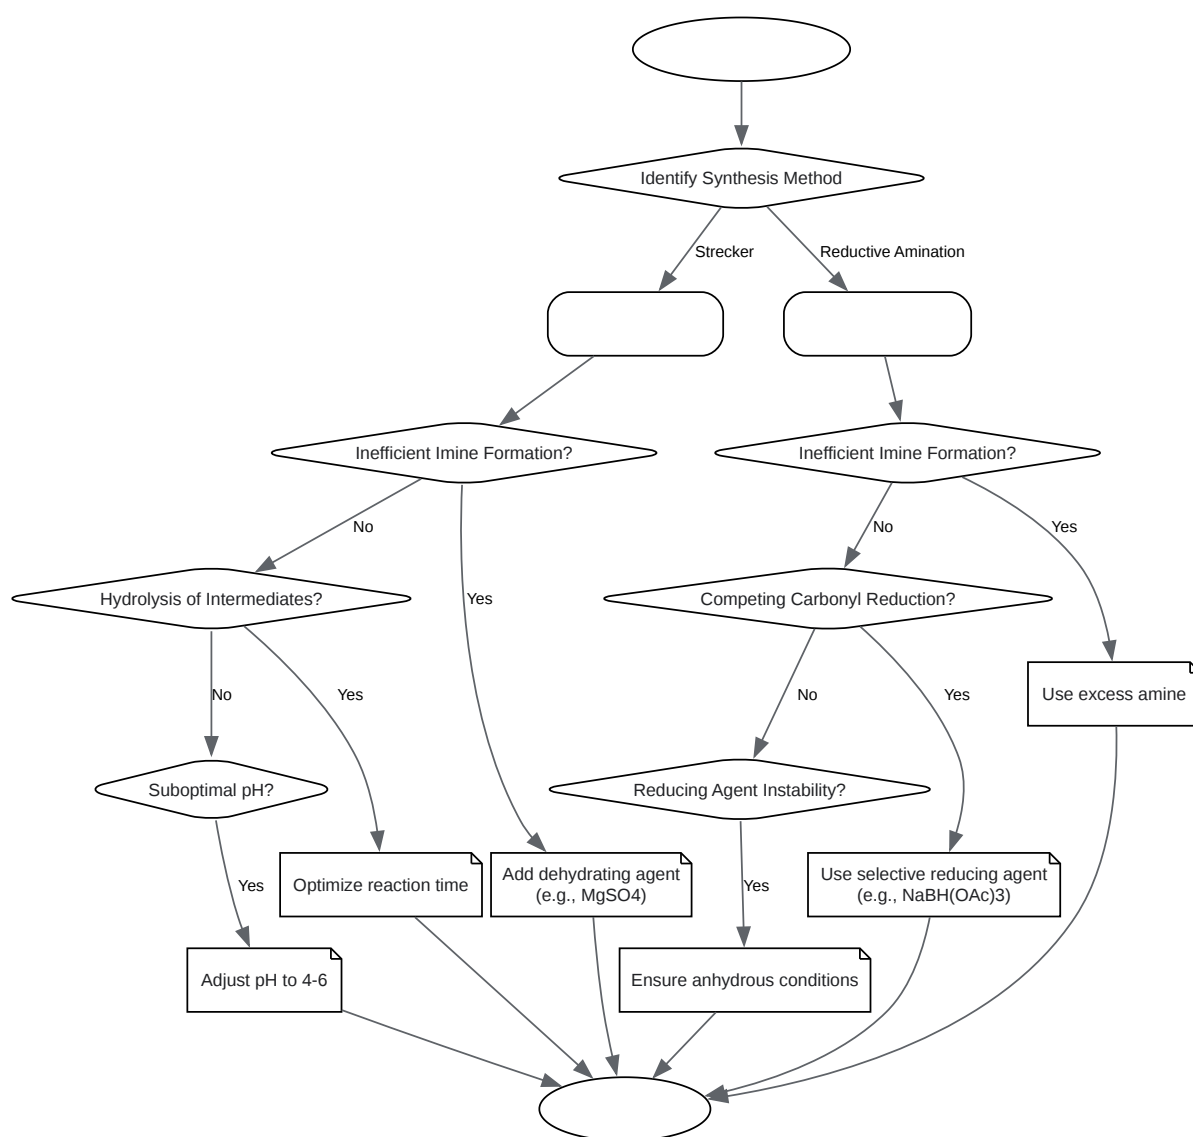 Identify Synthesis Method
Strecker
Reductive Amination
Inefficient Imine Formation?
Inefficient Imine Formation?
No
Yes
No
Yes
Hydrolysis of Intermediates?
Competing Carbonyl Reduction?
No
Yes
No
Yes
Use excess amine
Suboptimal pH?
Reducing Agent Instability?
Yes
Optimize reaction time
Add dehydrating agent
(e.g., MgSO4)
Yes
Use selective reducing agent
(e.g., NaBH(OAc)3)
Adjust pH to 4-6
Ensure anhydrous conditions